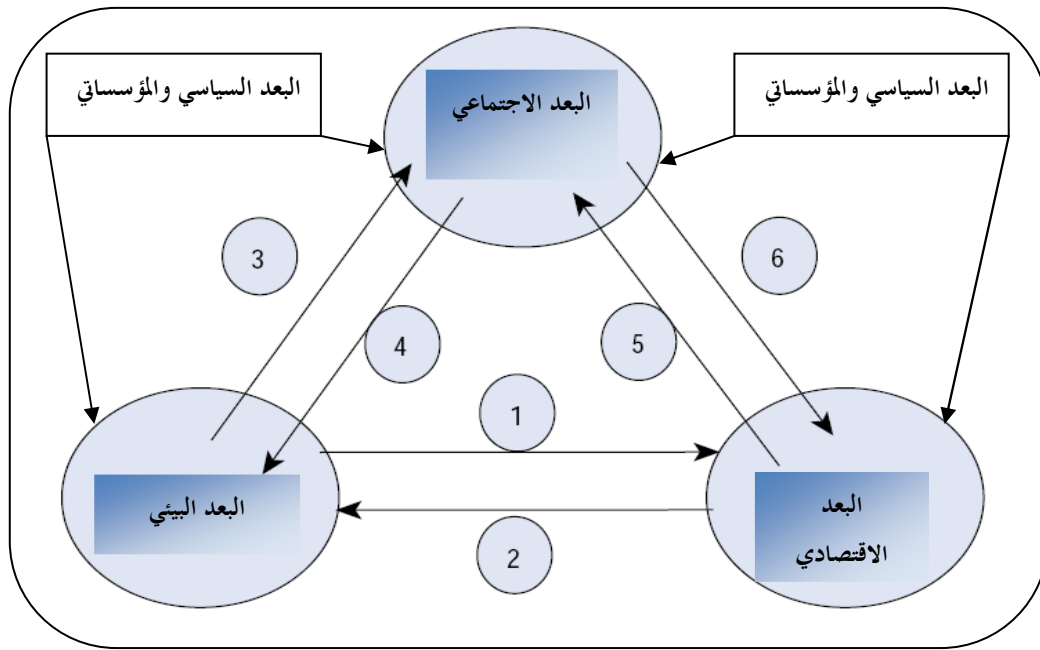 البعد السياسي والمؤسساتي
البعد الاجتماعي
البعد السياسي والمؤسساتي
3
6
4
5
1
البعد البيئي
البعد
الاقتصادي
2